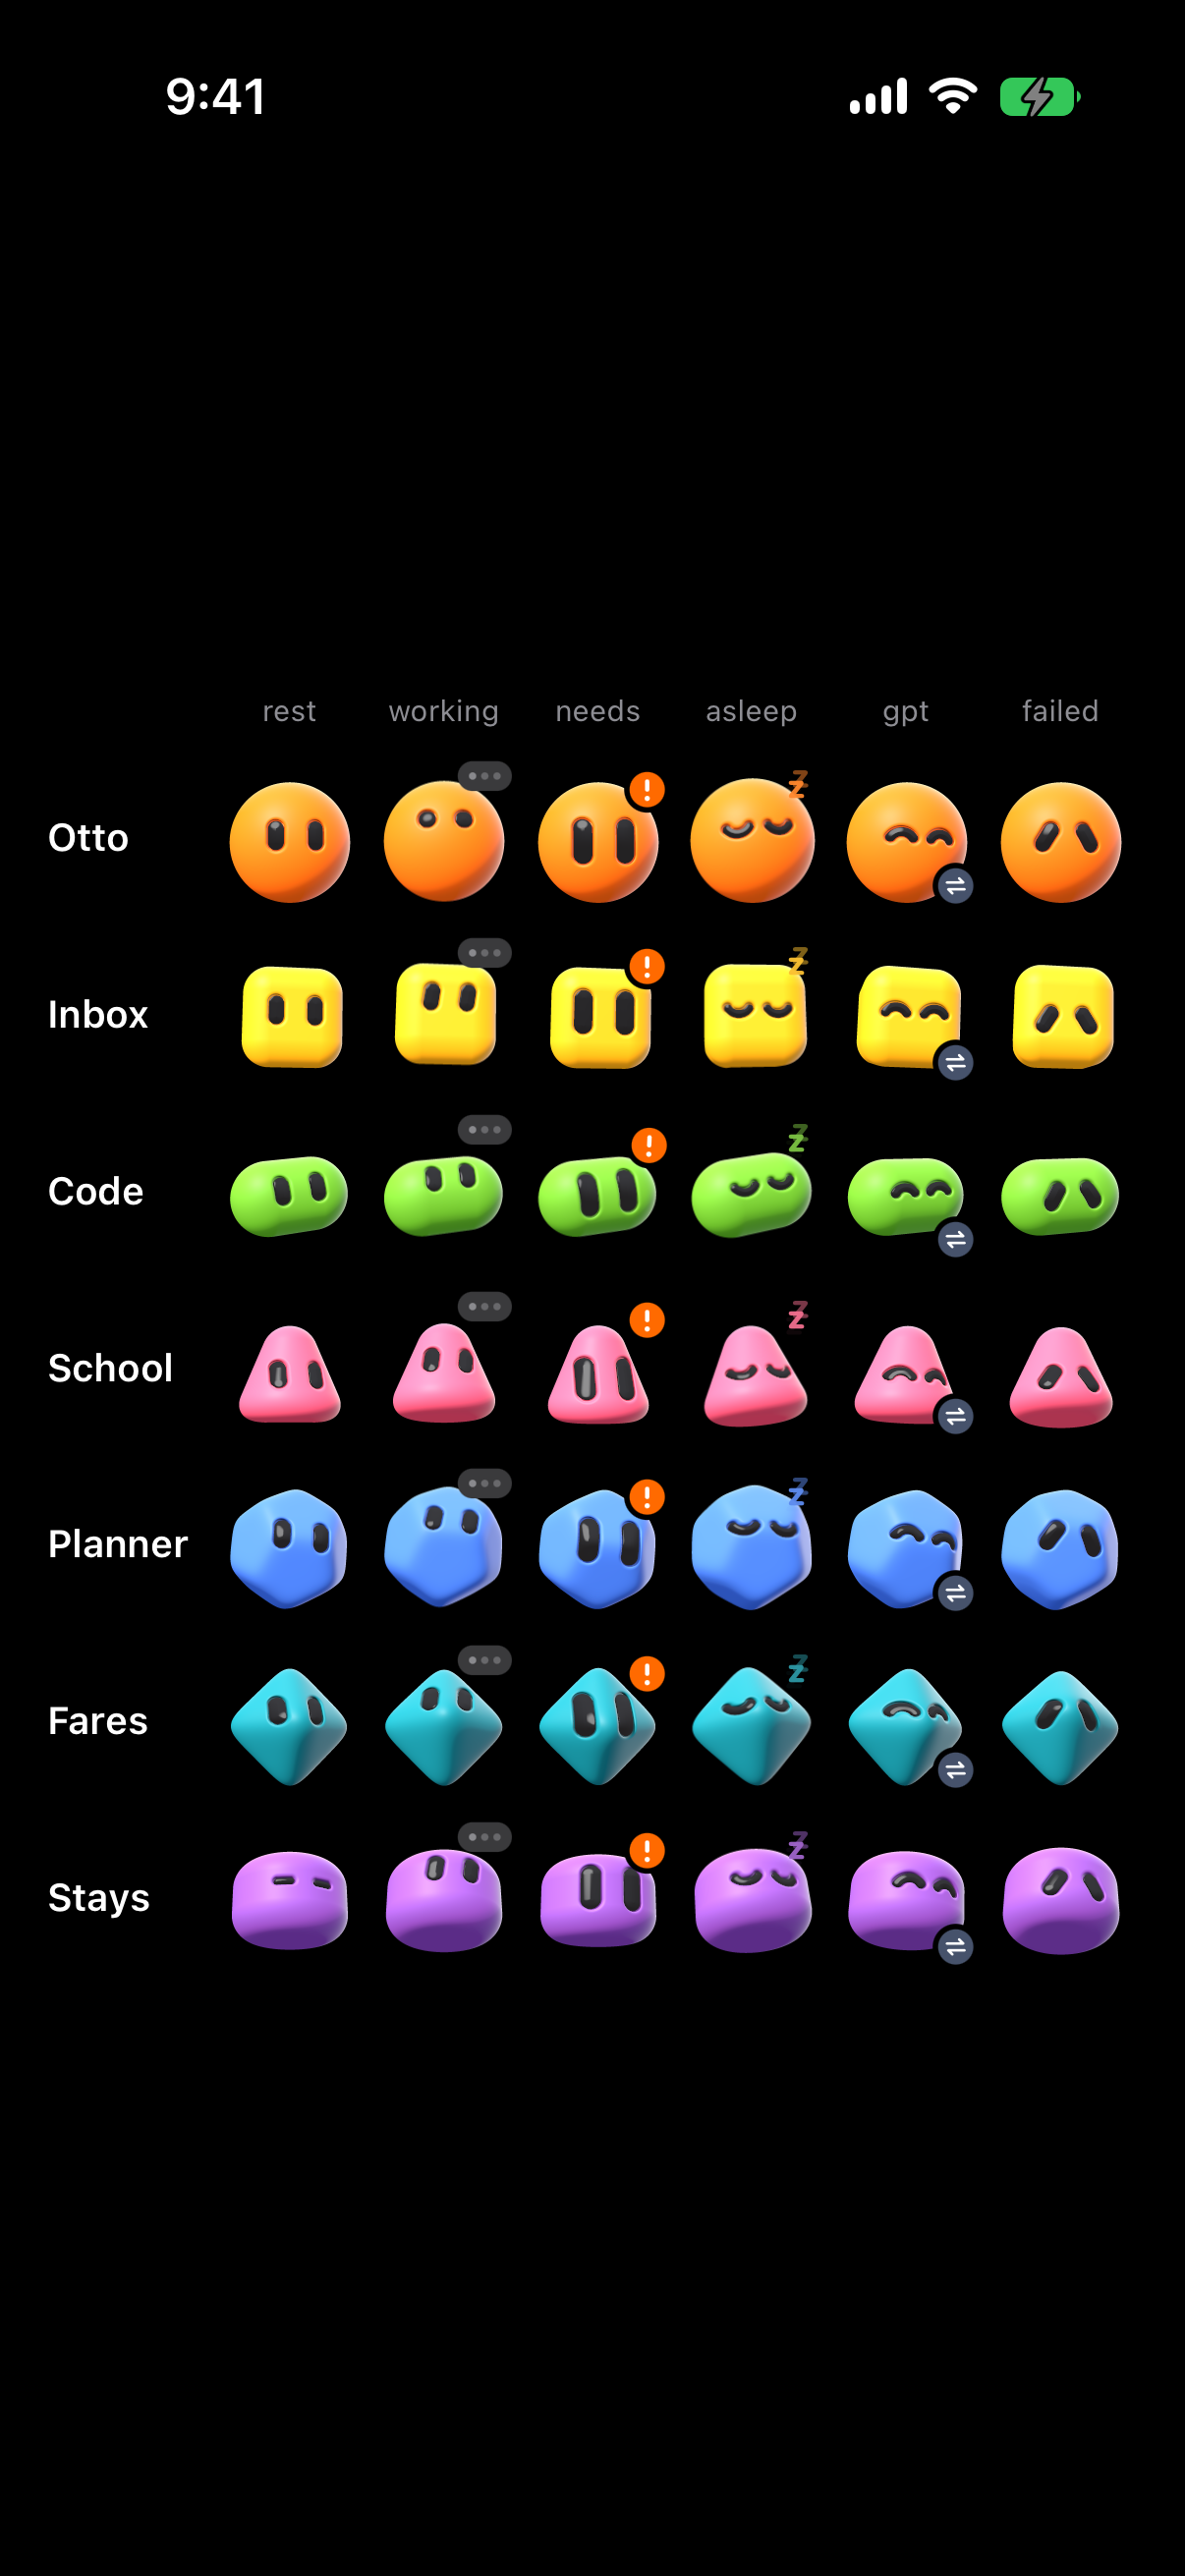 9:41
rest working needs asleep gpt failed
Otto
Inbox
Code
School
Planner
Fares
Stays